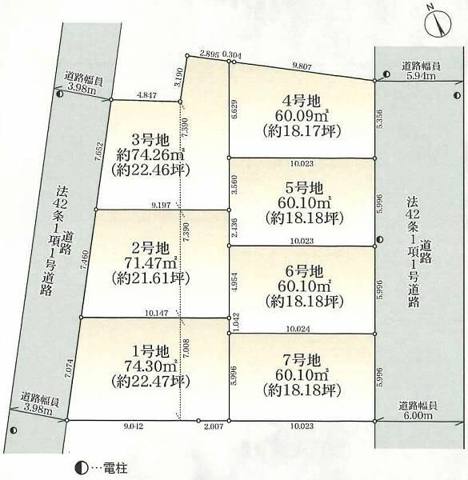 N
2.895
0.304
9.807
道路幅員
3.98m
道路幅員
5.94m
4.847
3.190
7.390
6.629
5.356
4号地
60.09㎡
(約18.17坪)
3号地
約74.26㎡
(約22.46坪)
7.652
10.023
3.560
5号地
60.10㎡
(約18.18坪)
5.996
9.197
7.390
2.436
10.023
法42条1項1号道路
道路
2号地
71.47㎡
(約21.61坪)
7.460
4.954
6号地
60.10㎡
(約18.18坪)
5.996
道路
法42条1項1号道路
10.147
1.042
10.024
1号地
74.30㎡
(約22.47坪)
7.074
7.008
5.996
7号地
60.10㎡
(約18.18坪)
5.996
道路幅員
3.98m
9.042
2.007
10.023
道路幅員
6.00m
…電柱